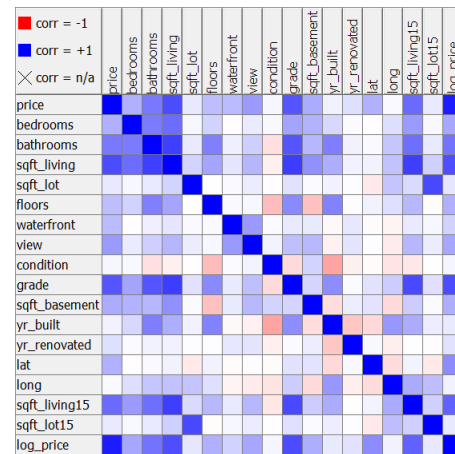 corr = -1
corr = +1
corr = n/a
price
bedrooms
bathrooms
sqft_living
sqft_lot
floors
waterfront
view
condition
grade
sqft_basement
yr_built
yr_renovated
lat
long
sqft_living15
sqft_lot15
log_price
price
bedrooms
bathrooms
sqft_living
sqft_lot
floors
waterfront
view
condition
grade
sqft_basement
yr_built
yr_renovated
lat
long
sqft_living15
sqft_lot15
log_price